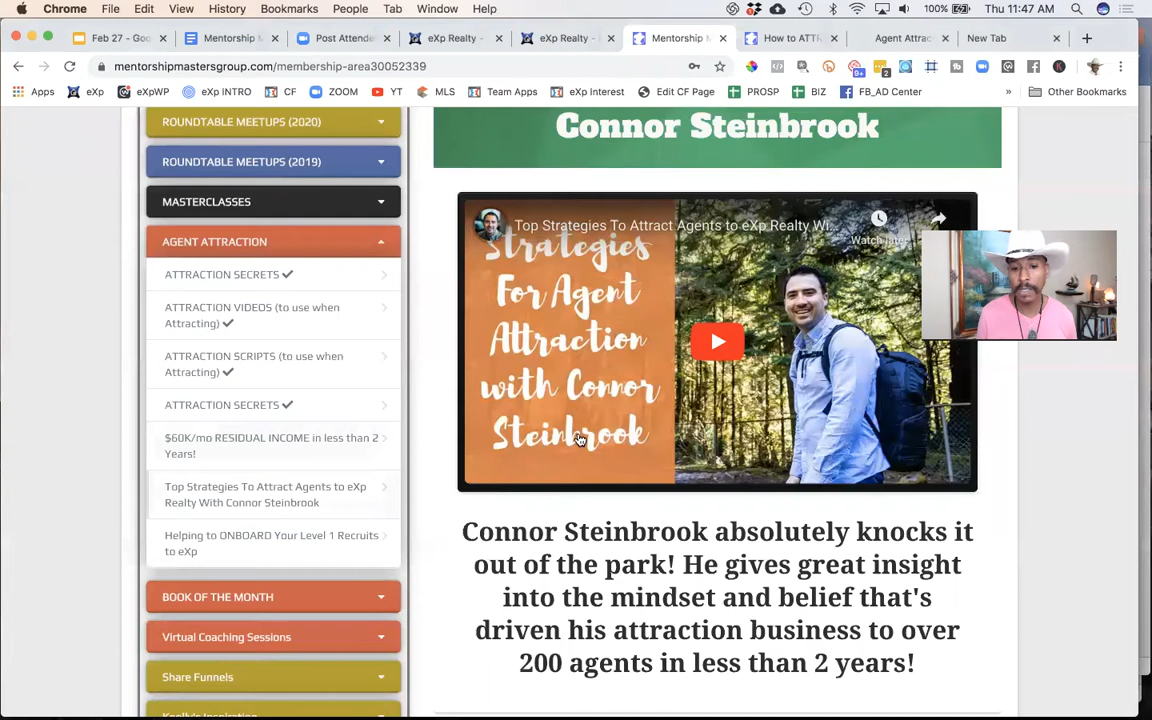 Chrome File Edit View History Bookmarks People Tab Window Help 100% Thu 11:47 AM
Feb 27 - Goo Mentorship M Post Attende eXp Realty - eXp Realty - Mentorship M How to ATTR Agent Attrac New Tab
mentorshipmastersgroup.com/membership-area30052339
9+ 2
Apps eXp eXpWP eXp INTRO CF ZOOM YT MLS Team Apps eXp Interest Edit CF Page PROSP BIZ FB_AD Center » Other Bookmarks
ROUNDTABLE MEETUPS (2020)
ROUNDTABLE MEETUPS (2019)
MASTERCLASSES
AGENT ATTRACTION
ATTRACTION SECRETS ✔
ATTRACTION VIDEOS (to use when
Attracting) ✔
ATTRACTION SCRIPTS (to use when
Attracting) ✔
ATTRACTION SECRETS ✔
$60K/mo RESIDUAL INCOME in less than 2
Years!
Top Strategies To Attract Agents to eXp
Realty With Connor Steinbrook
Helping to ONBOARD Your Level 1 Recruits
to eXp
BOOK OF THE MONTH
Virtual Coaching Sessions
Share Funnels
Connor Steinbrook
Top Strategies To Attract Agents to eXp Realty Wi...
Watch later
Strategies
For Agent
Attraction
with Connor
Steinbrook
Connor Steinbrook absolutely knocks it
out of the park! He gives great insight
into the mindset and belief that's
driven his attraction business to over
200 agents in less than 2 years!